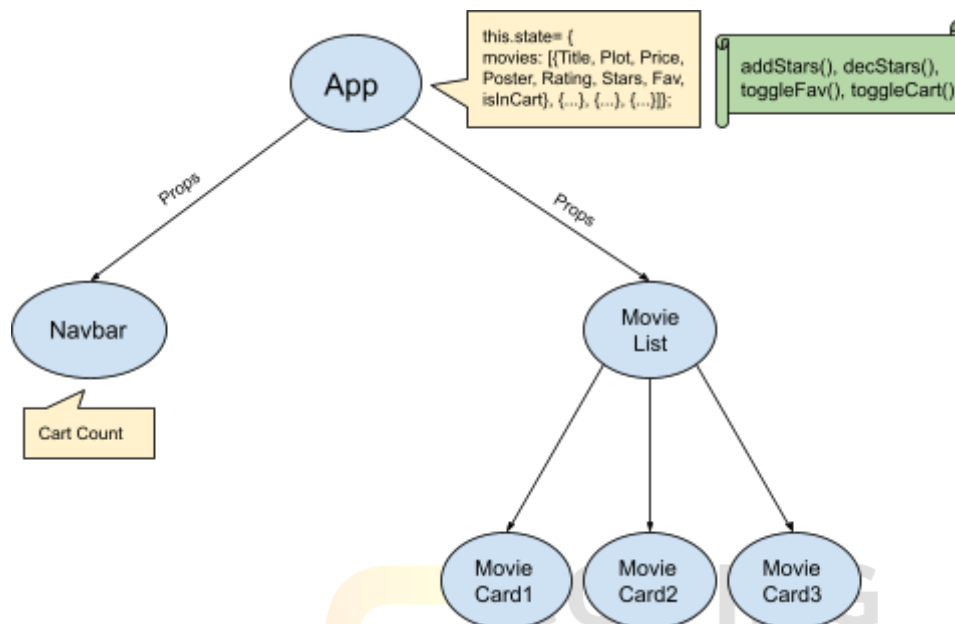 App
this.state= {
movies: [{Title, Plot, Price,
Poster, Rating, Stars, Fav,
isInCart}, {...}, {...}, {...}]};
addStars(), decStars(),
toggleFav(), toggleCart()
Props
Props
Navbar
Movie
List
Cart Count
Movie
Card1
Movie
Card2
Movie
Card3